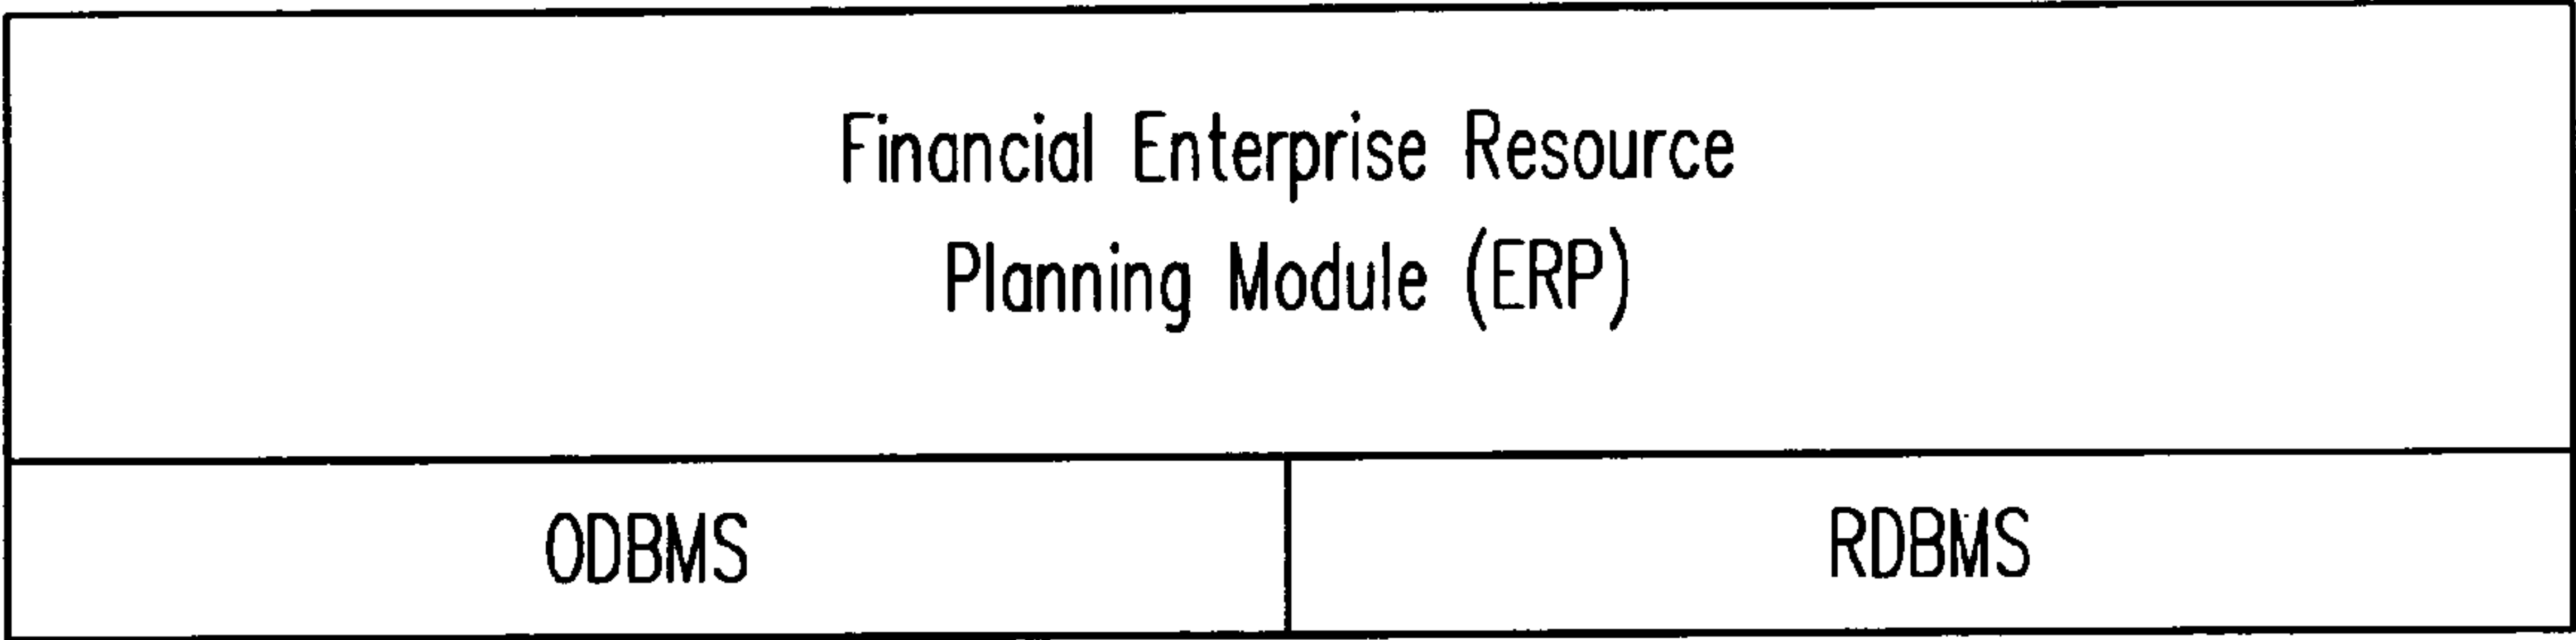 Financial Enterprise Resource
Planning Module (ERP)
ODBMS
RDBMS